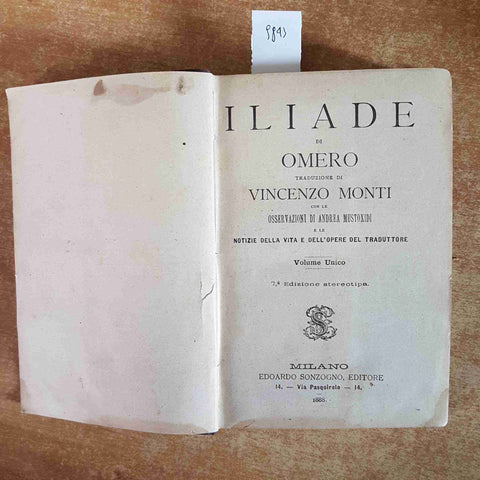 9843
ILIADE
DI
OMERO
TRADUZIONE DI
VINCENZO MONTI
CON LE
OSSERVAZIONI DI ANDREA MUSTOXIDI
E LE
NOTIZIE DELLA VITA E DELL'OPERE DEL TRADUTTORE
Volume Unico
7.ª Edizione stereotipa.
MILANO
EDOARDO SONZOGNO, EDITORE
14. — Via Pasquirolo — 14.